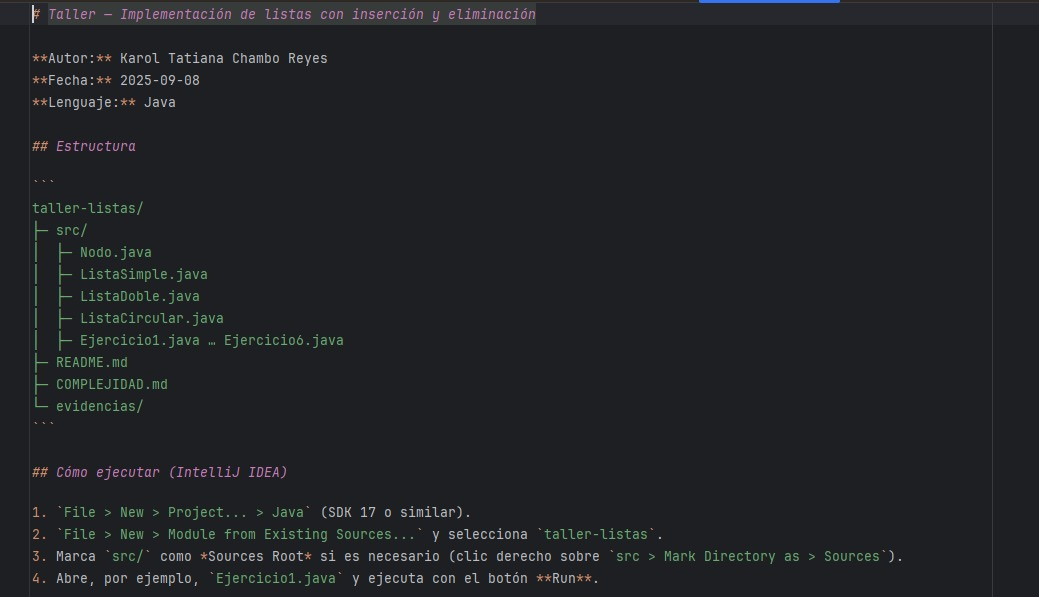 # Taller – Implementación de listas con inserción y eliminación
**Autor:** Karol Tatiana Chambo Reyes
**Fecha:** 2025-09-08
**Lenguaje:** Java
## Estructura
```
taller-listas/
├─ src/
│  ├─ Nodo.java
│  ├─ ListaSimple.java
│  ├─ ListaDoble.java
│  ├─ ListaCircular.java
│  ├─ Ejercicio1.java … Ejercicio6.java
├─ README.md
├─ COMPLEJIDAD.md
└─ evidencias/
```
## Cómo ejecutar (IntelliJ IDEA)
1. `File > New > Project... > Java` (SDK 17 o similar).
2. `File > New > Module from Existing Sources...` y selecciona `taller-listas`.
3. Marca `src/` como *Sources Root* si es necesario (clic derecho sobre `src > Mark Directory as > Sources`).
4. Abre, por ejemplo, `Ejercicio1.java` y ejecuta con el botón **Run**.